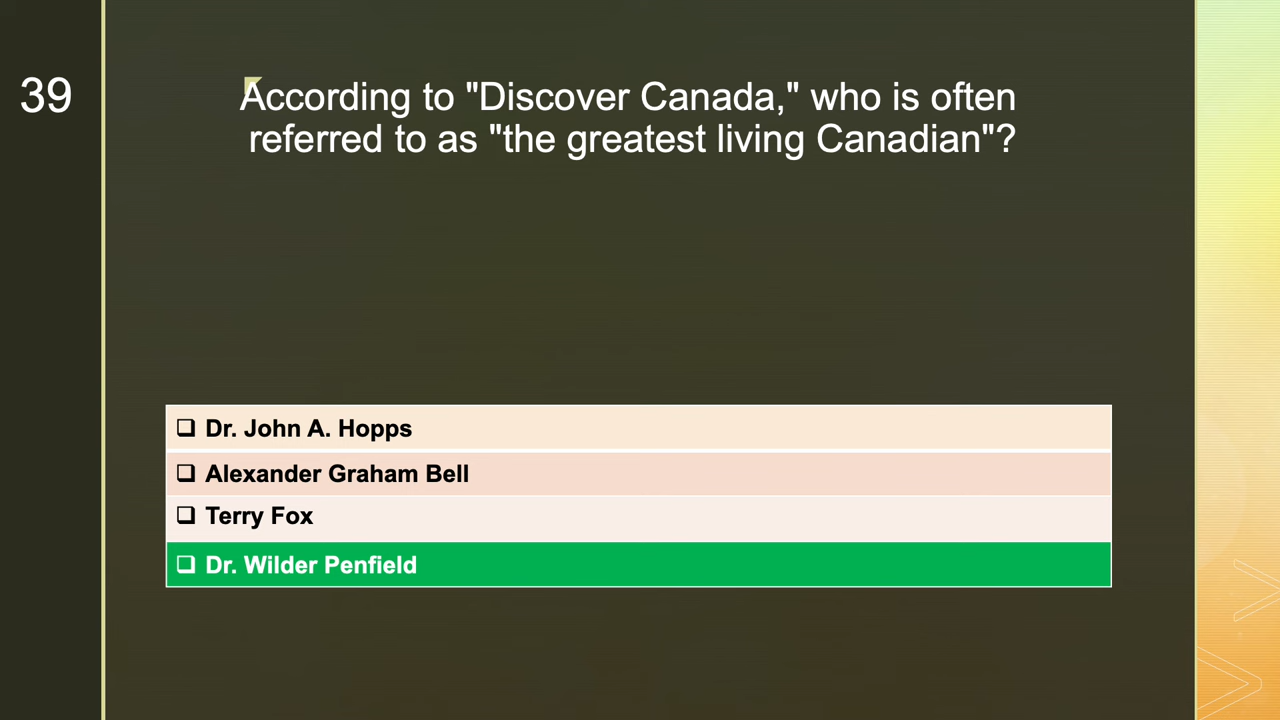 39
According to "Discover Canada," who is often
referred to as "the greatest living Canadian"?
❑ Dr. John A. Hopps
❑ Alexander Graham Bell
❑ Terry Fox
❑ Dr. Wilder Penfield